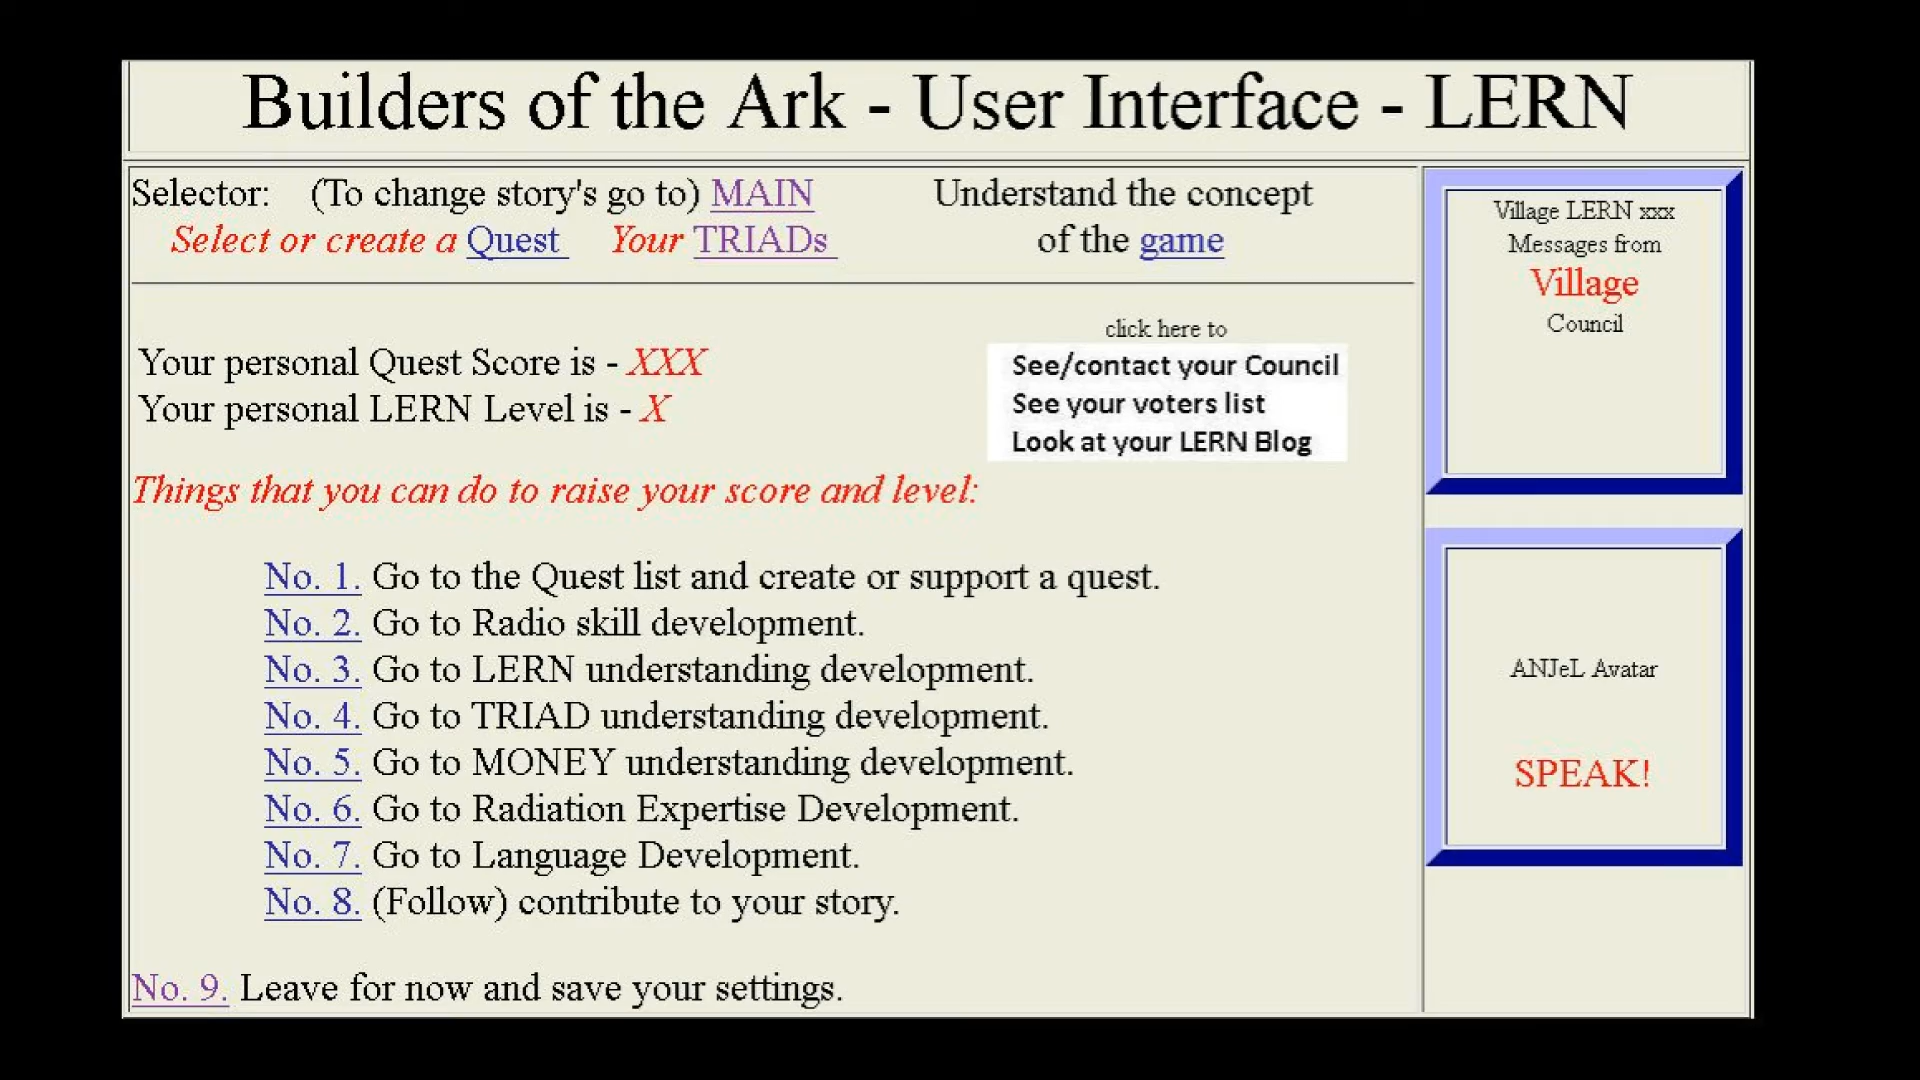 Builders of the Ark - User Interface - LERN
Selector: (To change story's go to) MAIN
Select or create a Quest Your TRIADs
Understand the concept
of the game
Your personal Quest Score is - XXX
Your personal LERN Level is - X
click here to
See/contact your Council
See your voters list
Look at your LERN Blog
Things that you can do to raise your score and level:
No. 1. Go to the Quest list and create or support a quest.
No. 2. Go to Radio skill development.
No. 3. Go to LERN understanding development.
No. 4. Go to TRIAD understanding development.
No. 5. Go to MONEY understanding development.
No. 6. Go to Radiation Expertise Development.
No. 7. Go to Language Development.
No. 8. (Follow) contribute to your story.
No. 9. Leave for now and save your settings.
Village LERN xxx
Messages from
Village
Council
ANJeL Avatar
SPEAK!